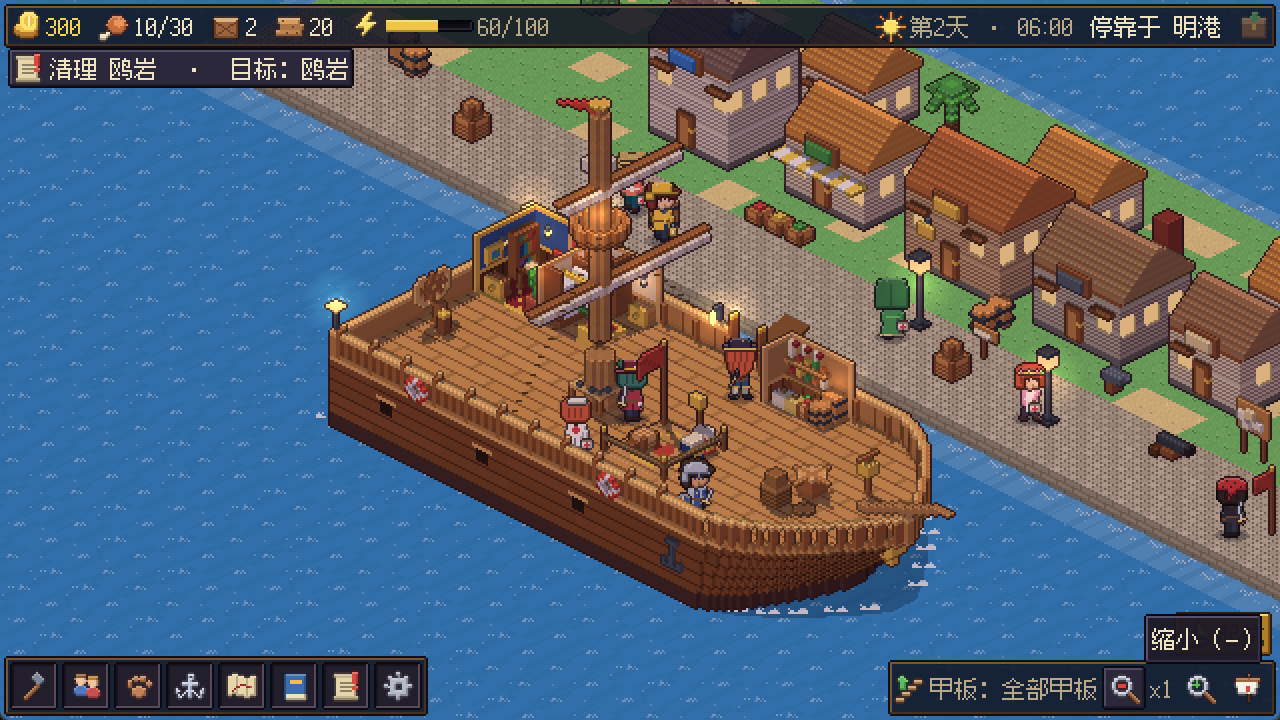 300 10/30 2 20 60/100 第2天 · 06:00 停靠于 明港
清理 鸥岩 · 目标: 鸥岩
缩小 (-)
甲板: 全部甲板 x1